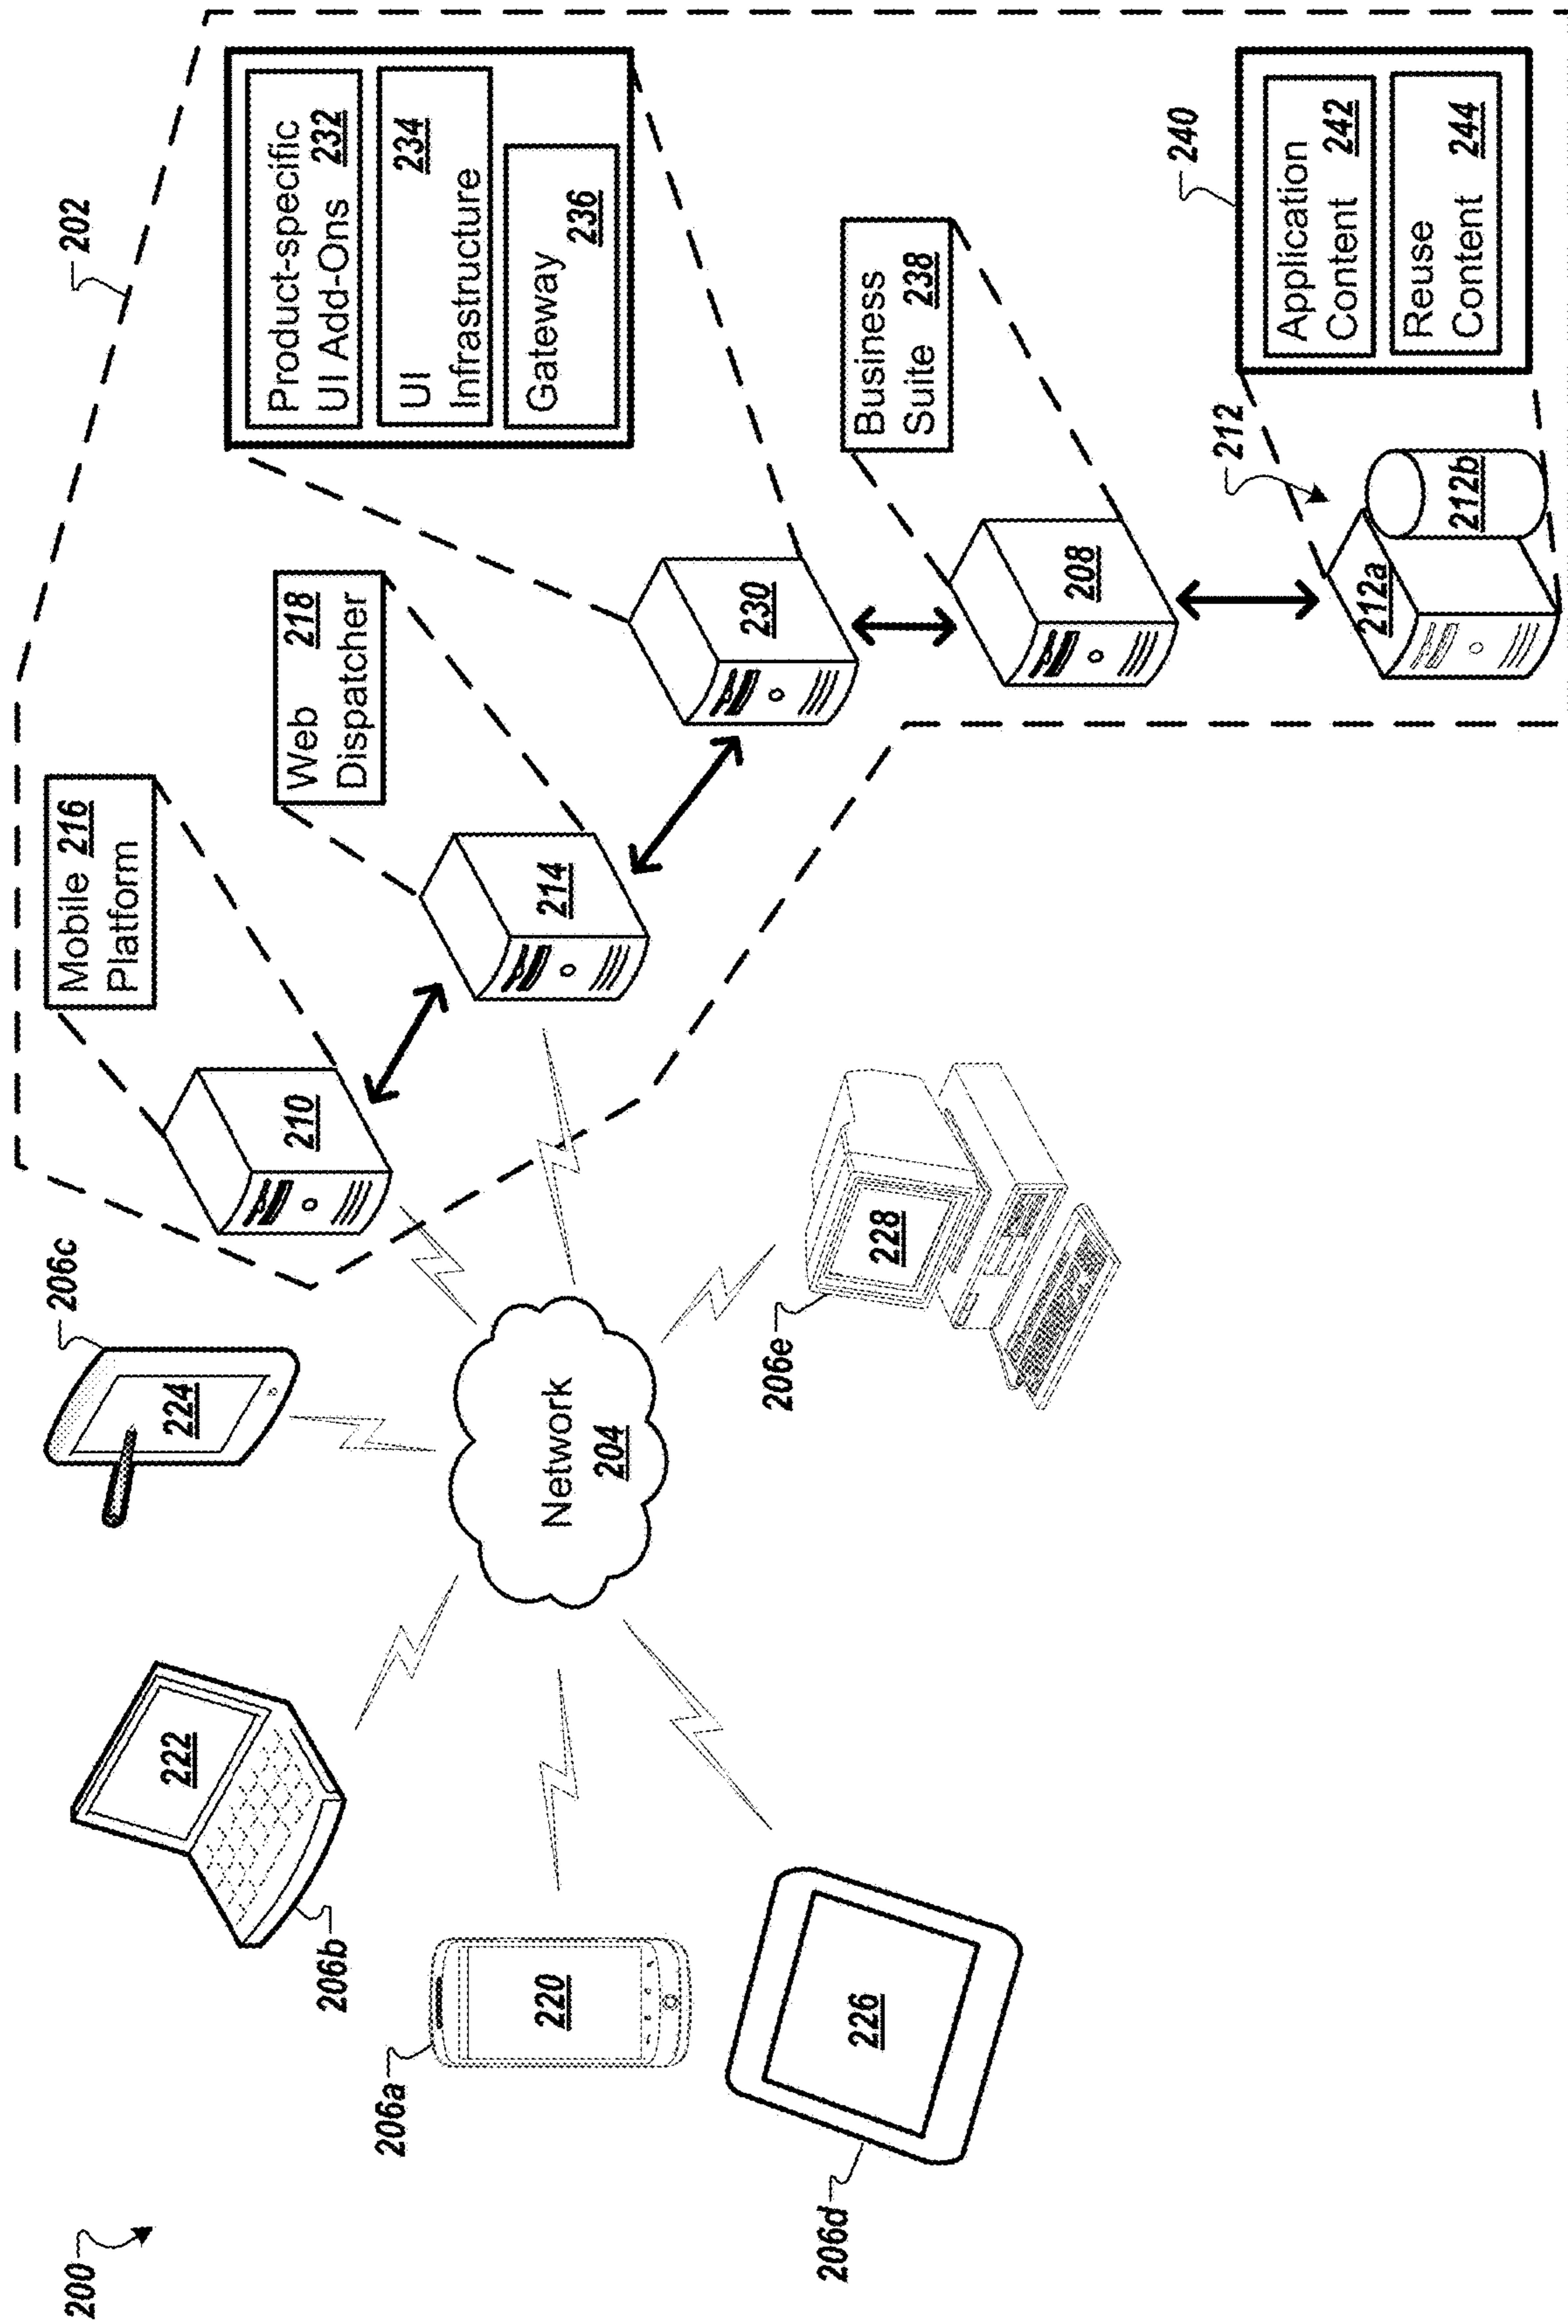 200
206a
220
206b
222
206c
224
206d
226
206e
228
Network
204
202
210
Mobile 216
Platform
214
Web 218
Dispatcher
230
Product-specific
UI Add-Ons 232
UI 234
Infrastructure
Gateway
236
208
Business
Suite 238
212
212a
212b
240
Application
Content 242
Reuse
Content 244